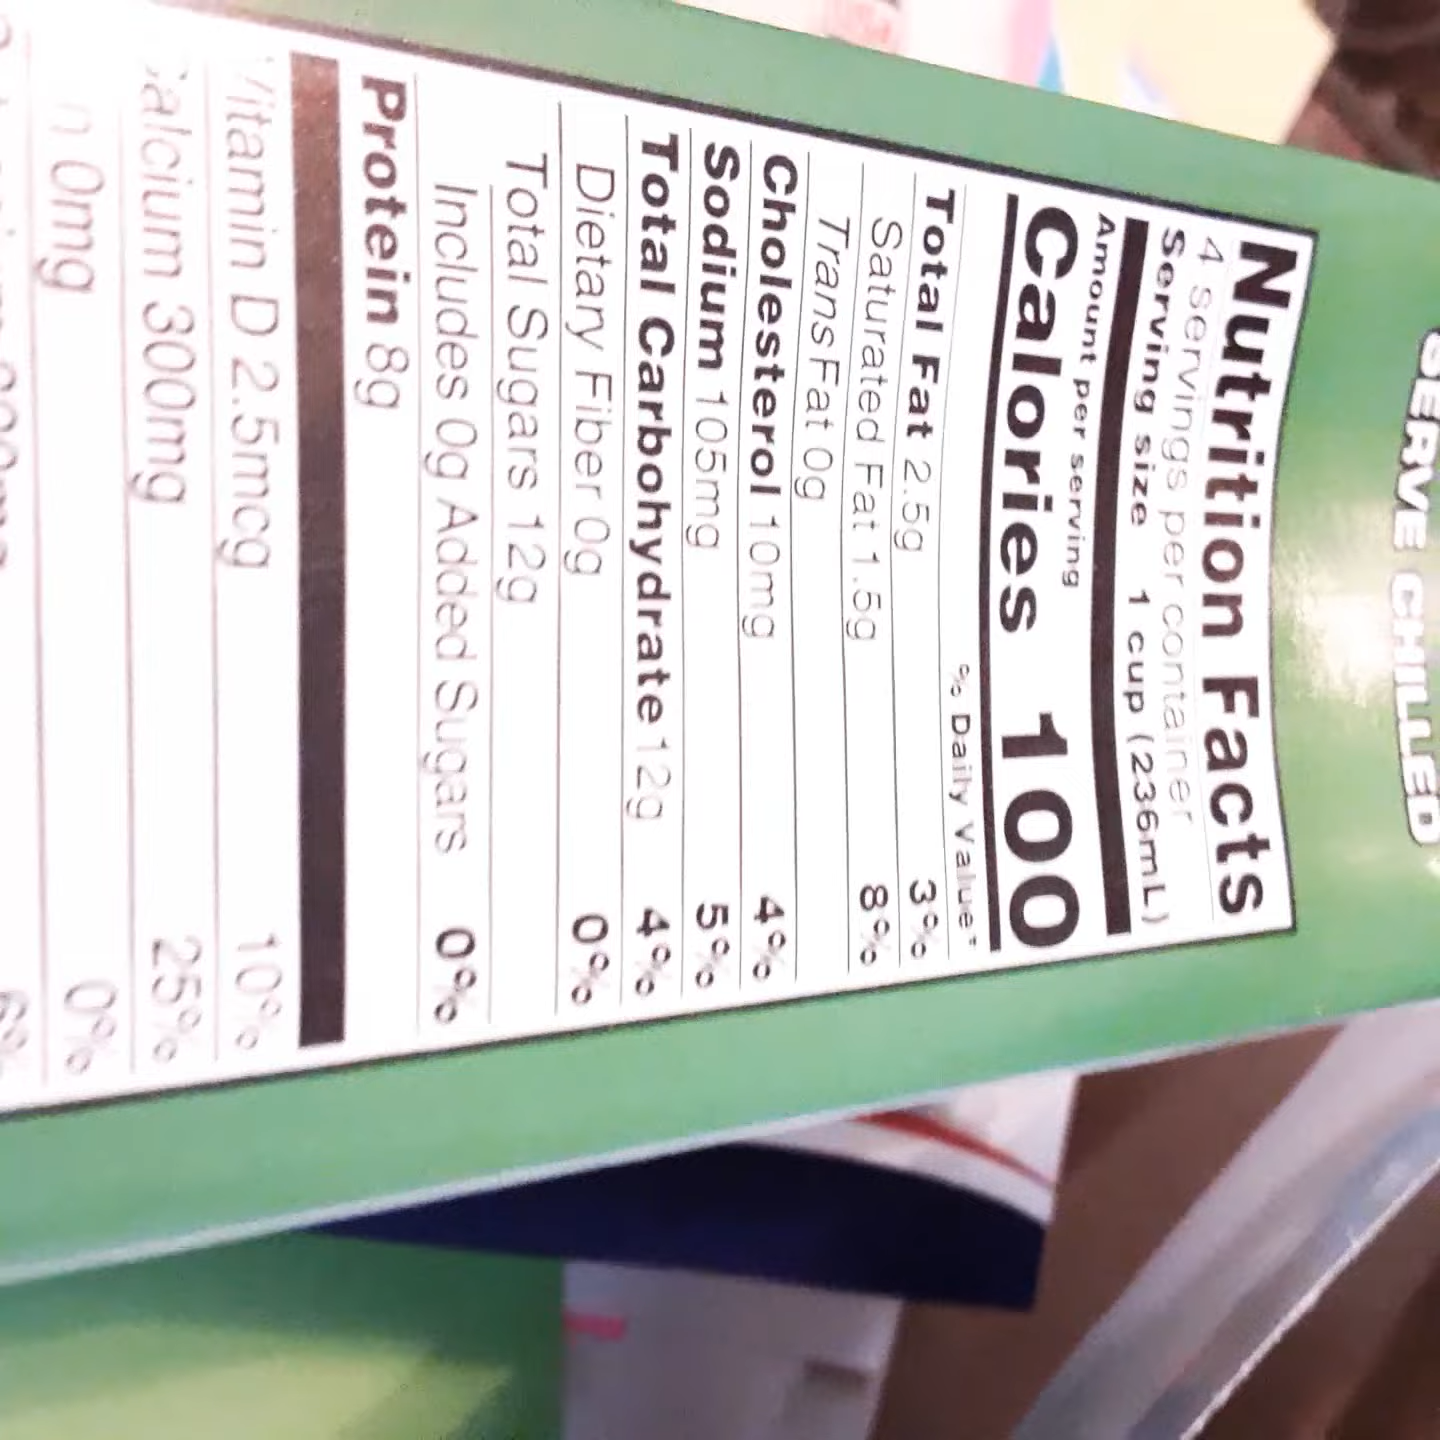 SERVE CHILLED
Nutrition Facts
4 servings per container
Serving size 1 cup (236mL)
Amount per serving
Calories 100
% Daily Value*
Total Fat 2.5g 3%
Saturated Fat 1.5g 8%
Trans Fat 0g
Cholesterol 10mg 4%
Sodium 105mg 5%
Total Carbohydrate 12g 4%
Dietary Fiber 0g 0%
Total Sugars 12g
Includes 0g Added Sugars 0%
Protein 8g
Vitamin D 2.5mcg 10%
alcium 300mg 25%
n 0mg 0%
6%